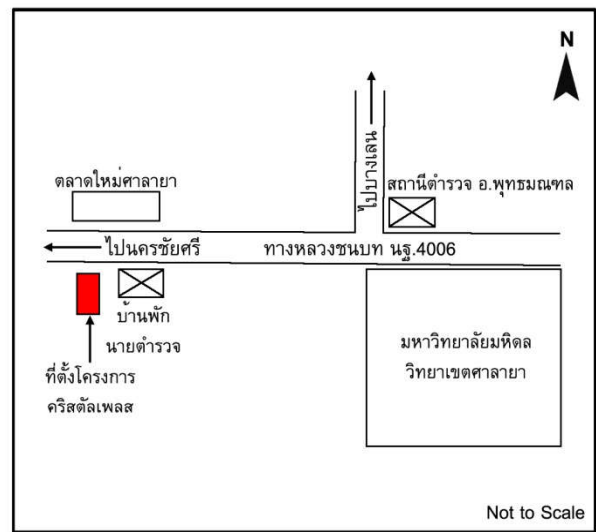 N
ตลาดใหม่ศาลายา
ไปบางเลน
สถานีตำรวจ อ.พุทธมณฑล
ไปนครชัยศรี
ทางหลวงชนบท นฐ.4006
บ้านพัก
นายตำรวจ
ที่ตั้งโครงการ
คริสตัลเพลส
มหาวิทยาลัยมหิดล
วิทยาเขตศาลายา
Not to Scale